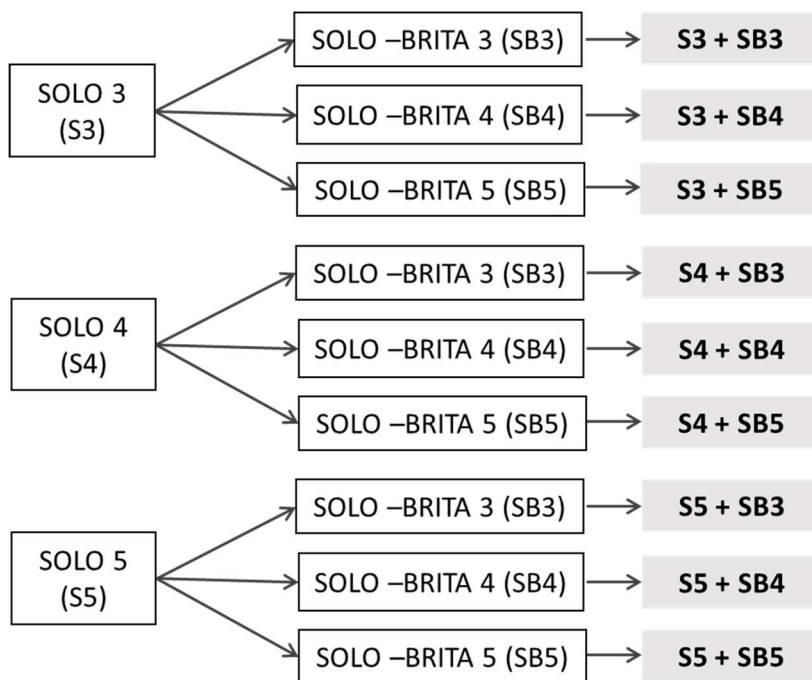 SOLO 3
(S3)
SOLO –BRITA 3 (SB3)
S3 + SB3
SOLO –BRITA 4 (SB4)
S3 + SB4
SOLO –BRITA 5 (SB5)
S3 + SB5
SOLO 4
(S4)
SOLO –BRITA 3 (SB3)
S4 + SB3
SOLO –BRITA 4 (SB4)
S4 + SB4
SOLO –BRITA 5 (SB5)
S4 + SB5
SOLO 5
(S5)
SOLO –BRITA 3 (SB3)
S5 + SB3
SOLO –BRITA 4 (SB4)
S5 + SB4
SOLO –BRITA 5 (SB5)
S5 + SB5